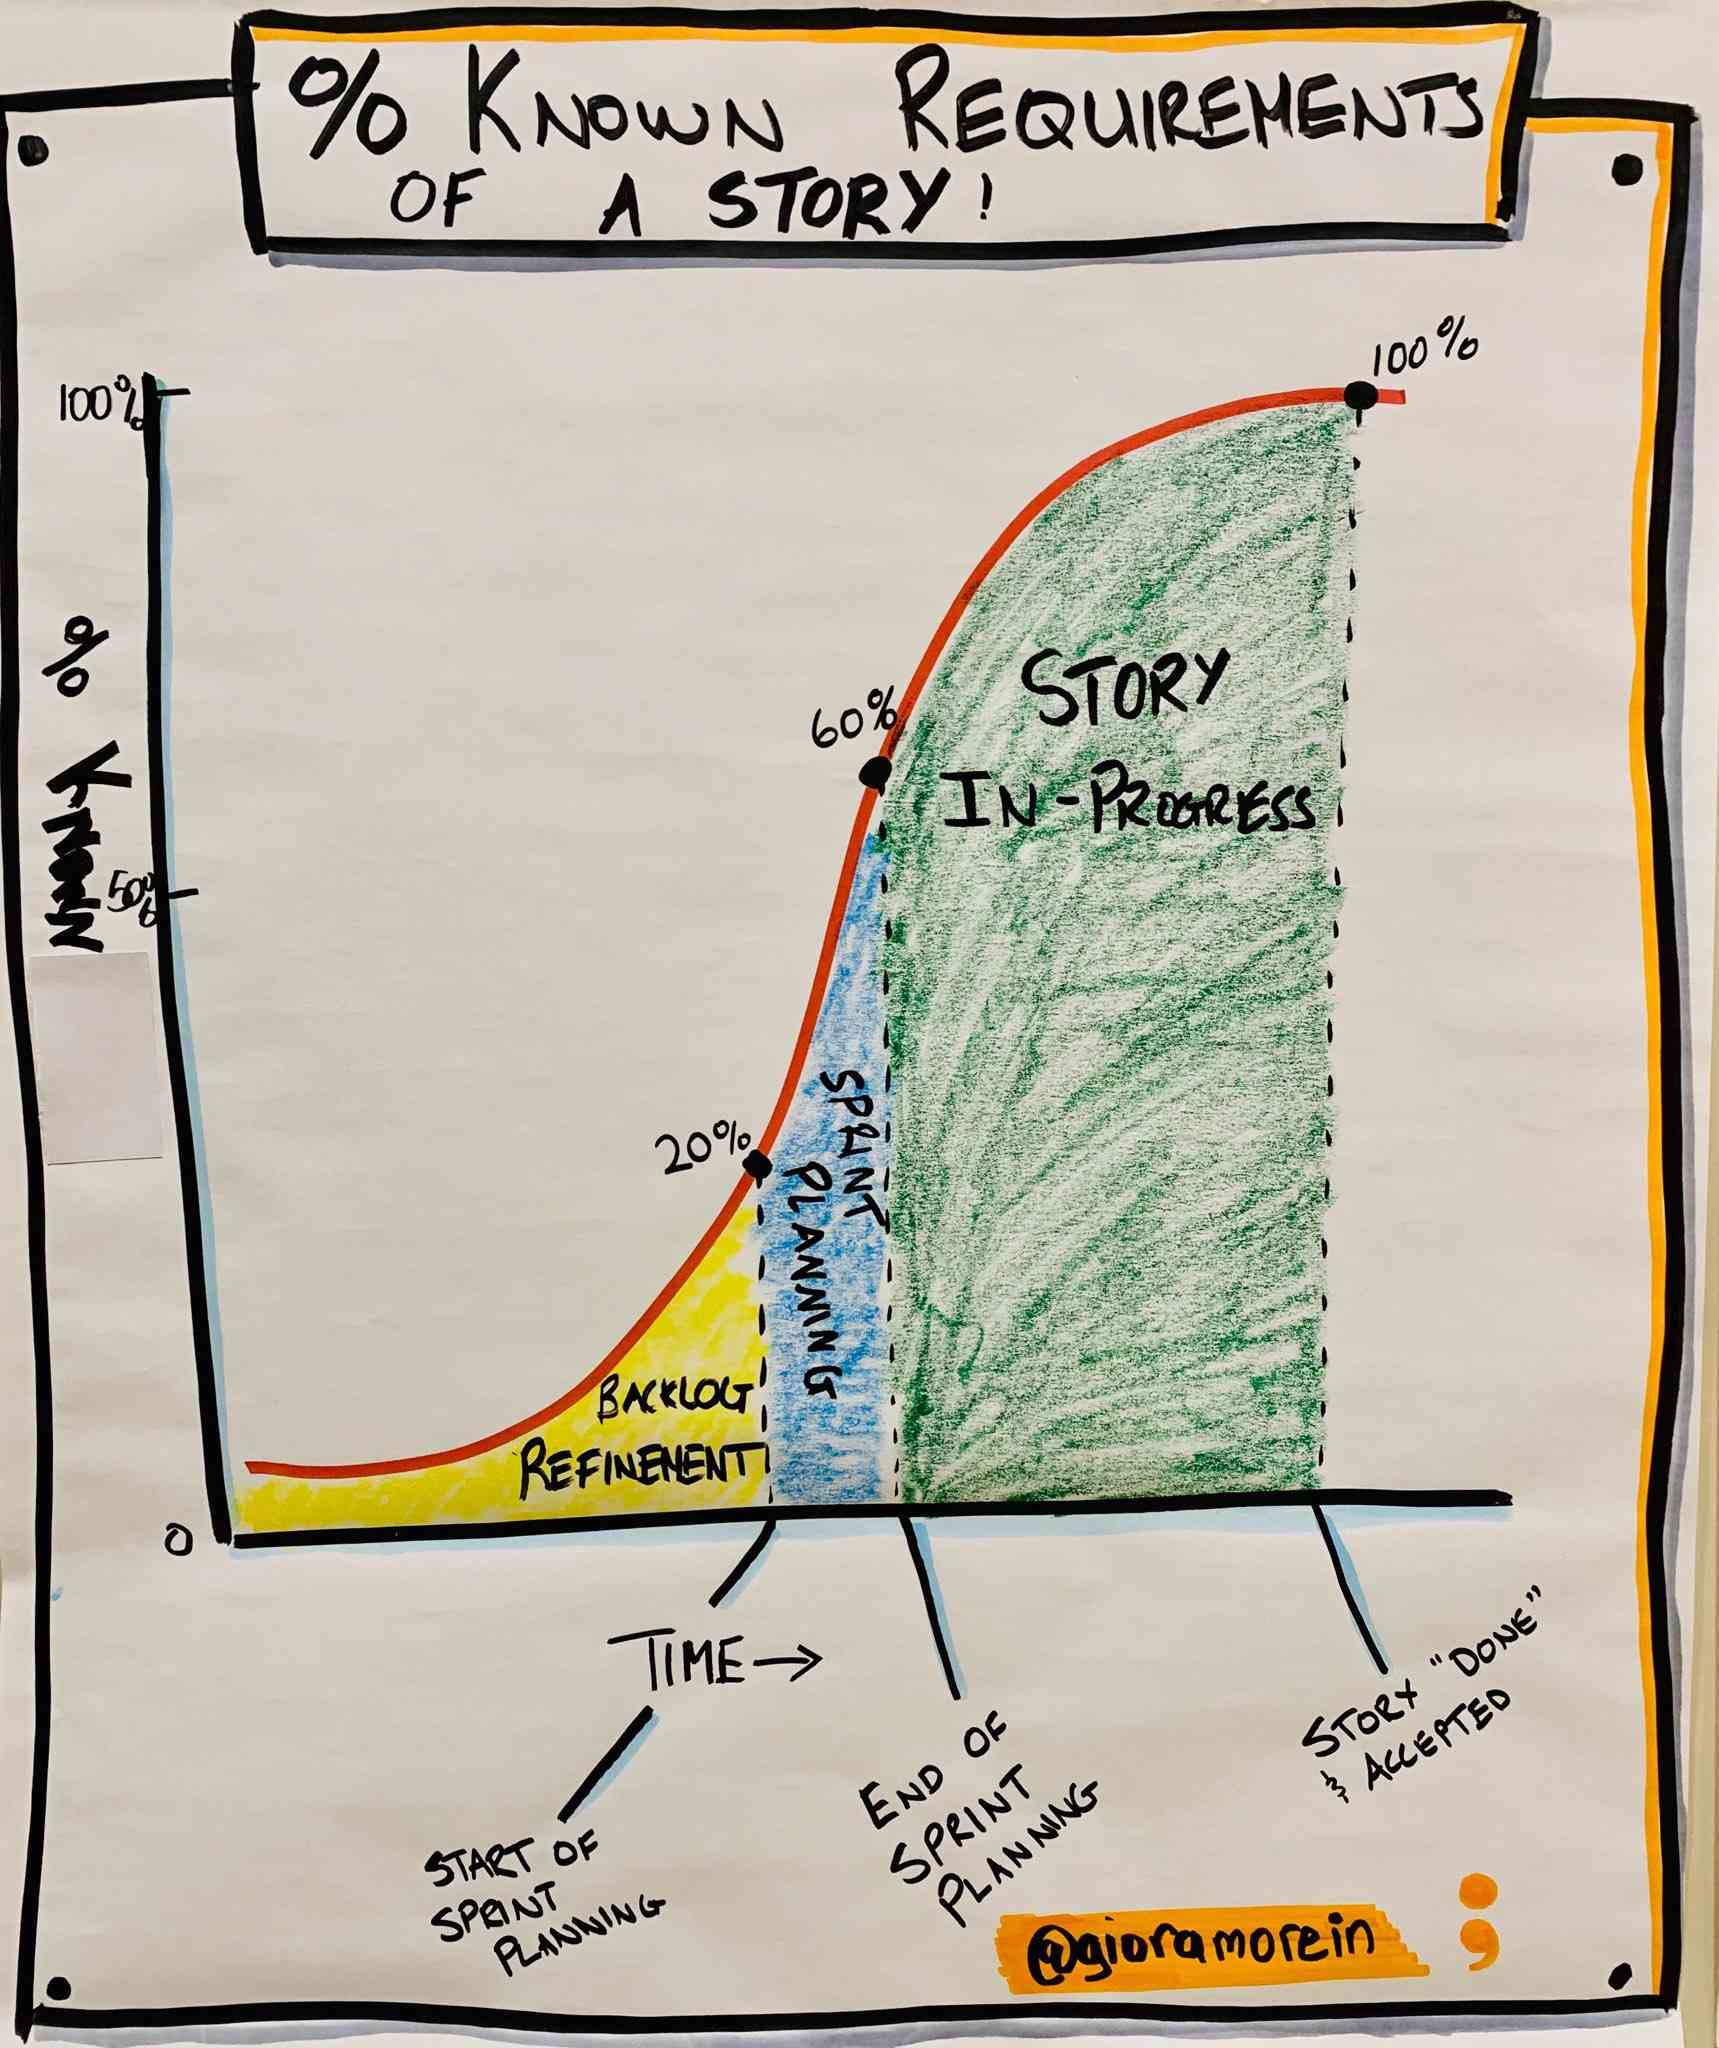 % KNOWN REQUIREMENTS
OF A STORY!
100%
100%
% KNOWN
60%
STORY
IN-PROGRESS
50%
SPRINT
PLANNING
20%
BACKLOG
REFINEMENT
0
TIME →
START OF
SPRINT
PLANNING
END OF
SPRINT
PLANNING
STORY "DONE"
& ACCEPTED
@gioramorein